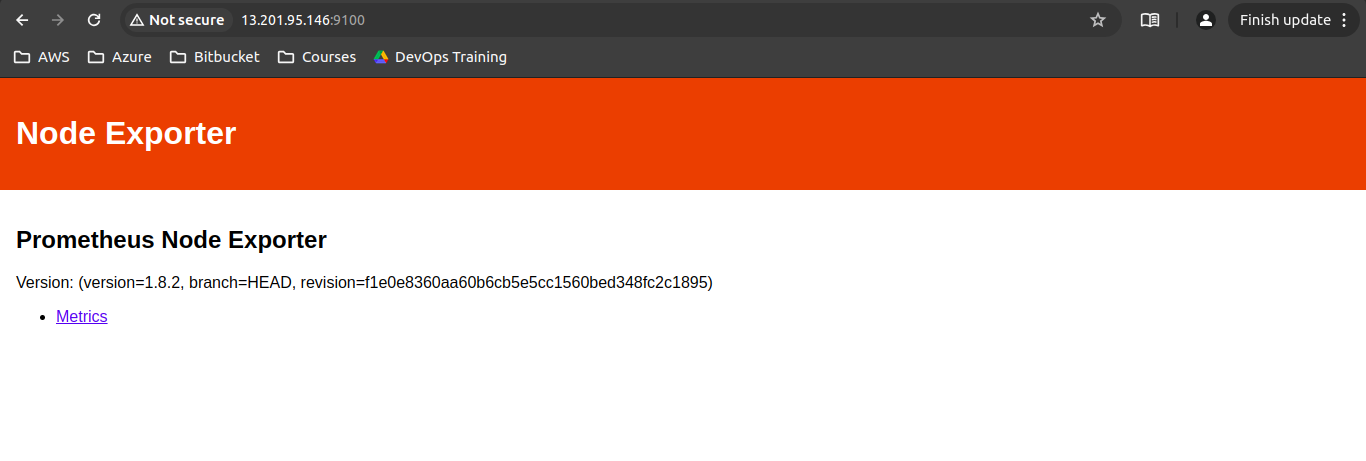 Not secure 13.201.95.146:9100 Finish update
AWS Azure Bitbucket Courses DevOps Training
Node Exporter
Prometheus Node Exporter
Version: (version=1.8.2, branch=HEAD, revision=f1e0e8360aa60b6cb5e5cc1560bed348fc2c1895)
Metrics